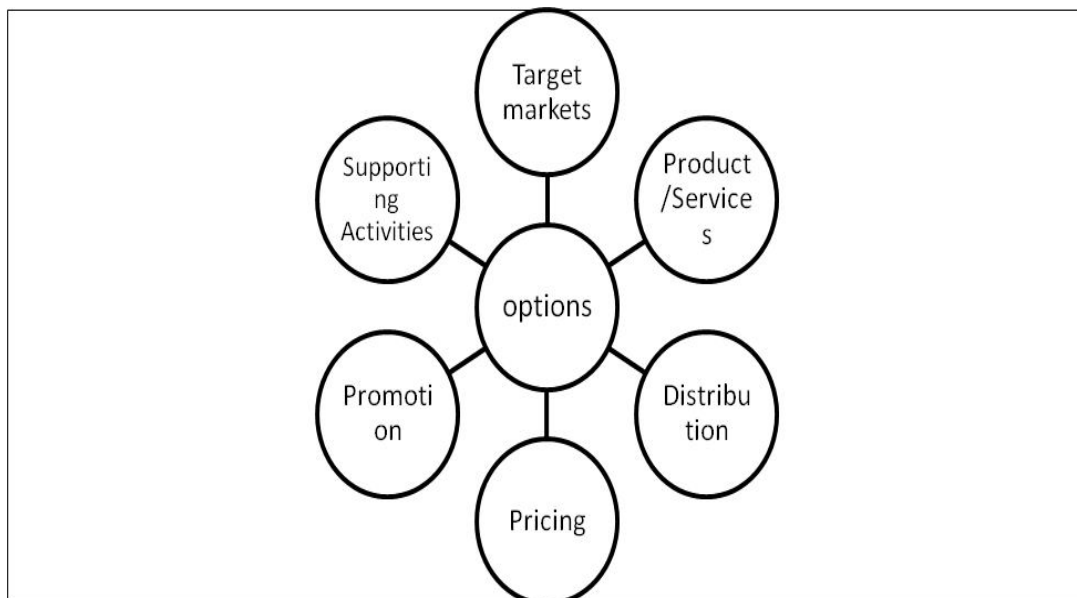 Target
markets
Product
/Service
s
Supporti
ng
Activities
options
Distribu
tion
Promoti
on
Pricing